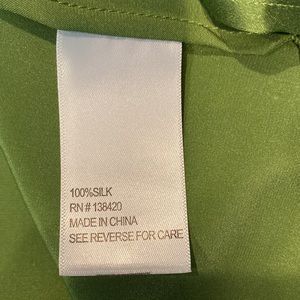 100%SILK
RN # 138420
MADE IN CHINA
SEE REVERSE FOR CARE